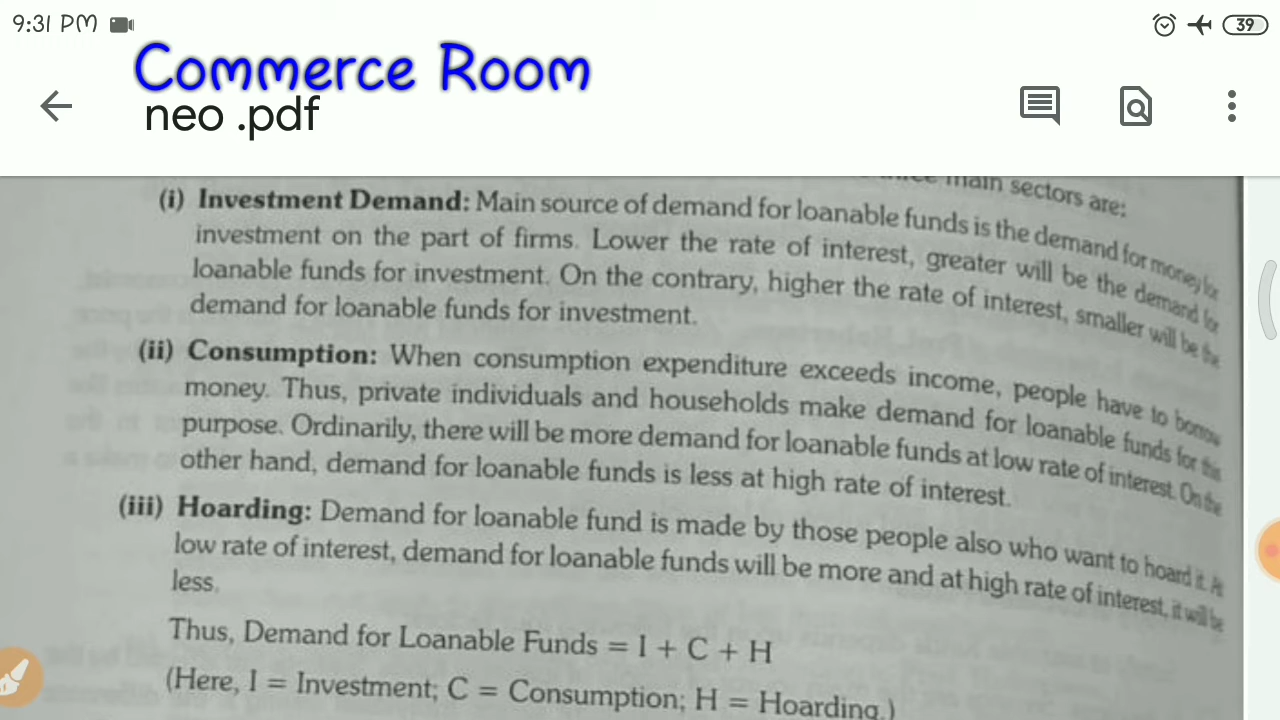 9:31 PM
39
Commerce Room
neo .pdf
main sectors are:
(i) Investment Demand: Main source of demand for loanable funds is the demand for money for
investment on the part of firms. Lower the rate of interest, greater will be the demand for
loanable funds for investment. On the contrary, higher the rate of interest, smaller will be the
demand for loanable funds for investment.
(ii) Consumption: When consumption expenditure exceeds income, people have to borrow
money. Thus, private individuals and households make demand for loanable funds for this
purpose. Ordinarily, there will be more demand for loanable funds at low rate of interest. On the
other hand, demand for loanable funds is less at high rate of interest.
(iii) Hoarding: Demand for loanable fund is made by those people also who want to hoard it. At
low rate of interest, demand for loanable funds will be more and at high rate of interest, it will be
less.
Thus, Demand for Loanable Funds = I + C + H
(Here, I = Investment; C = Consumption; H = Hoarding.)